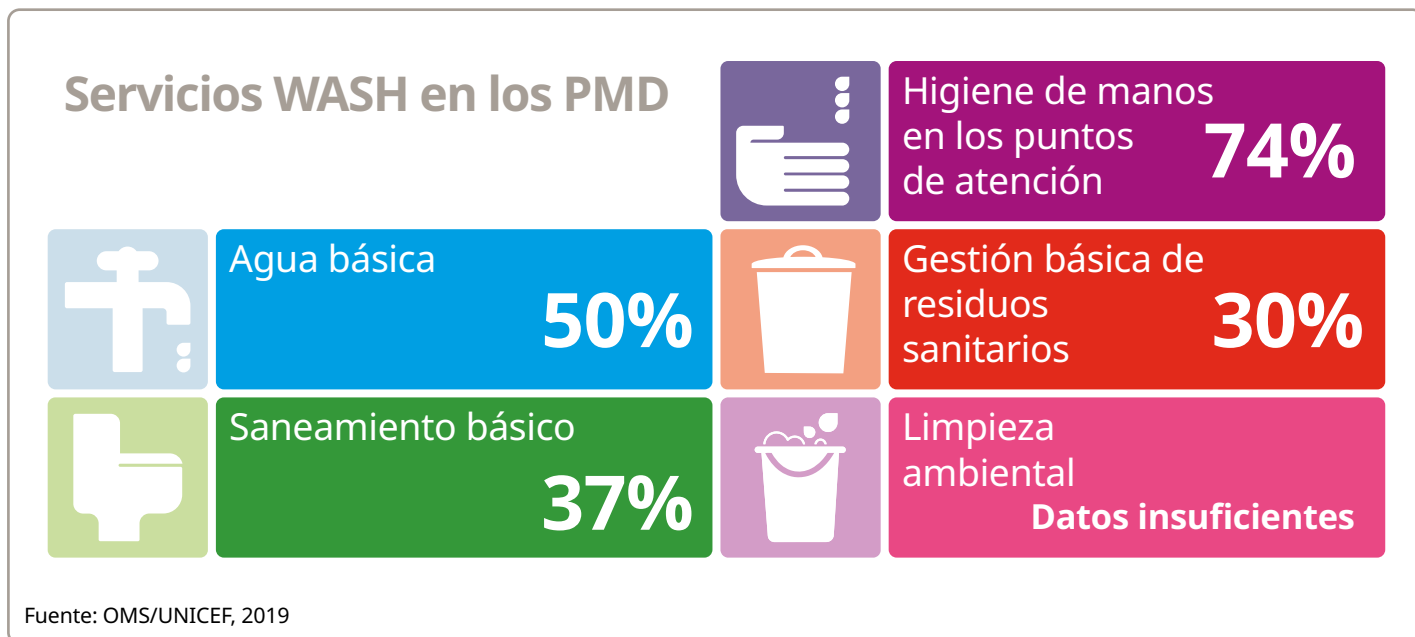 Servicios WASH en los PMD
Higiene de manos
en los puntos
de atención
74%
Agua básica
50%
Gestión básica de
residuos
sanitarios
30%
Saneamiento básico
37%
Limpieza
ambiental
Datos insuficientes
Fuente: OMS/UNICEF, 2019